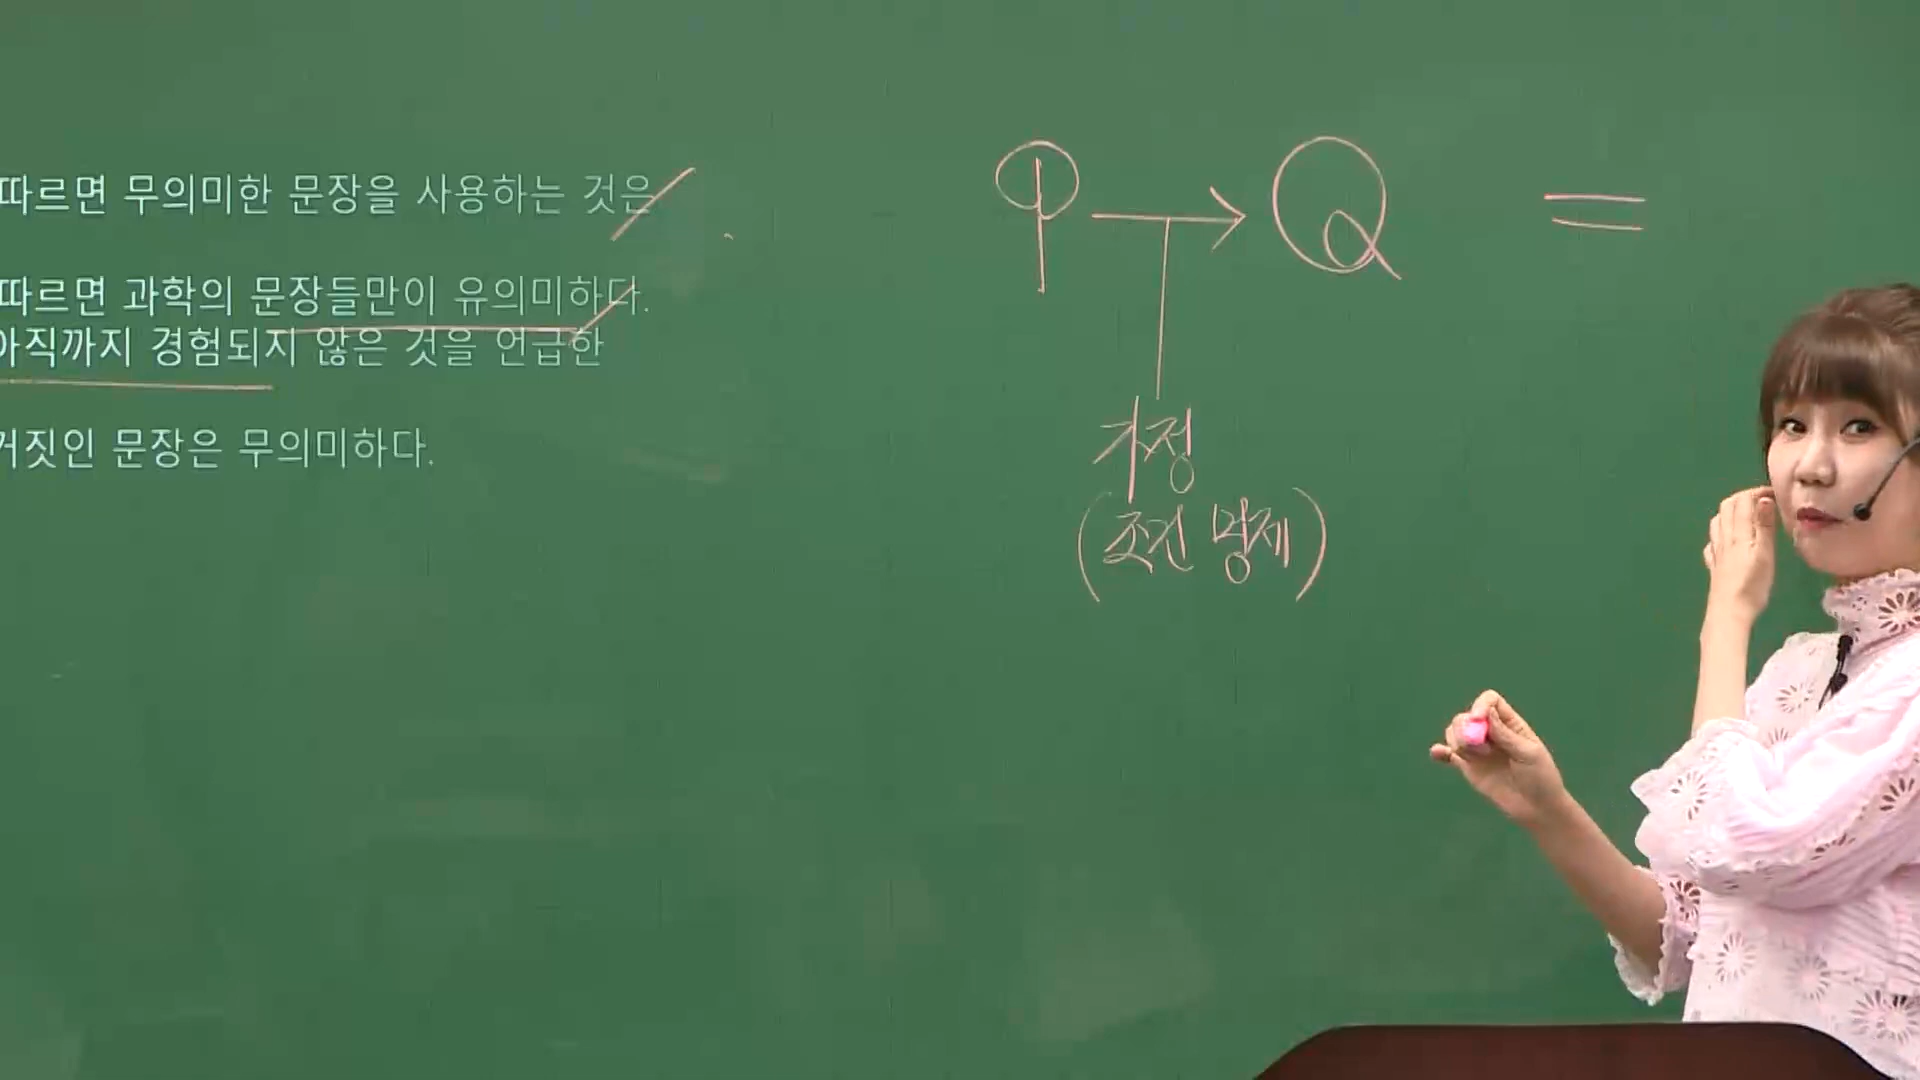 따르면 무의미한 문장을 사용하는 것은
따르면 과학의 문장들만이 유의미하다.
아직까지 경험되지 않은 것을 언급한
거짓인 문장은 무의미하다.
P → Q =
가정
(조건 명제)